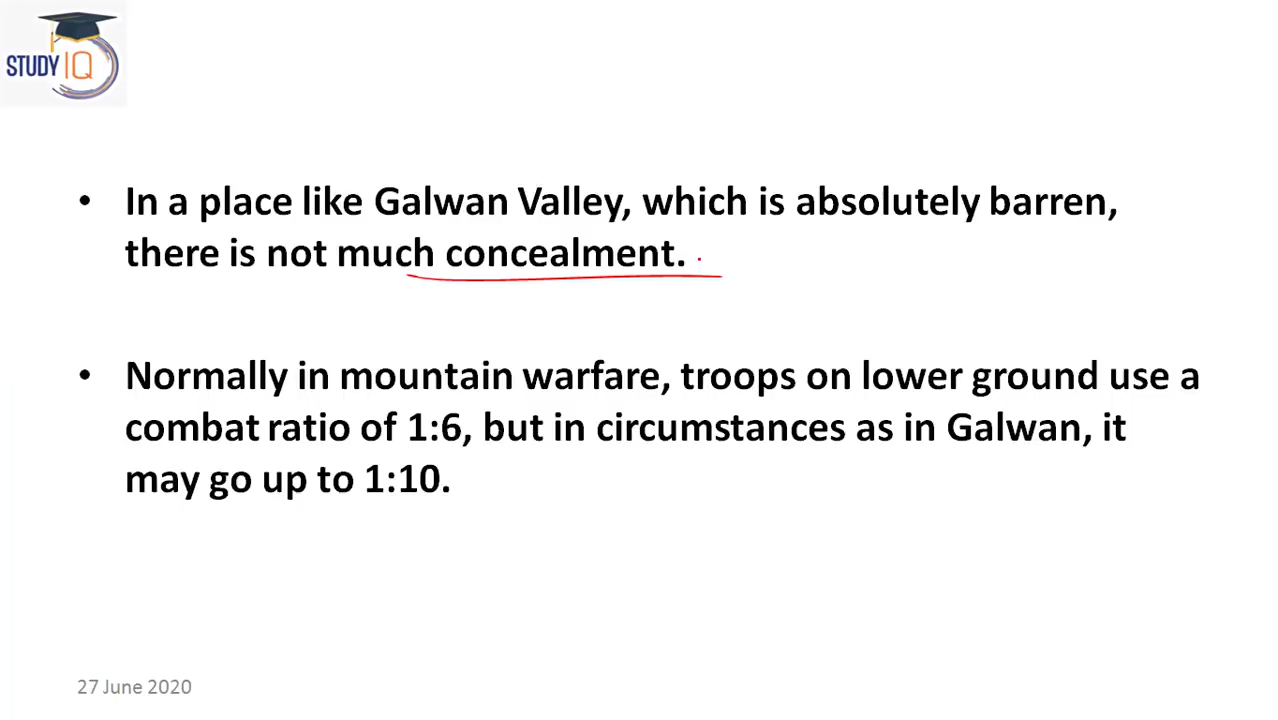 STUDY IQ
• In a place like Galwan Valley, which is absolutely barren,
there is not much concealment.
• Normally in mountain warfare, troops on lower ground use a
combat ratio of 1:6, but in circumstances as in Galwan, it
may go up to 1:10.
27 June 2020